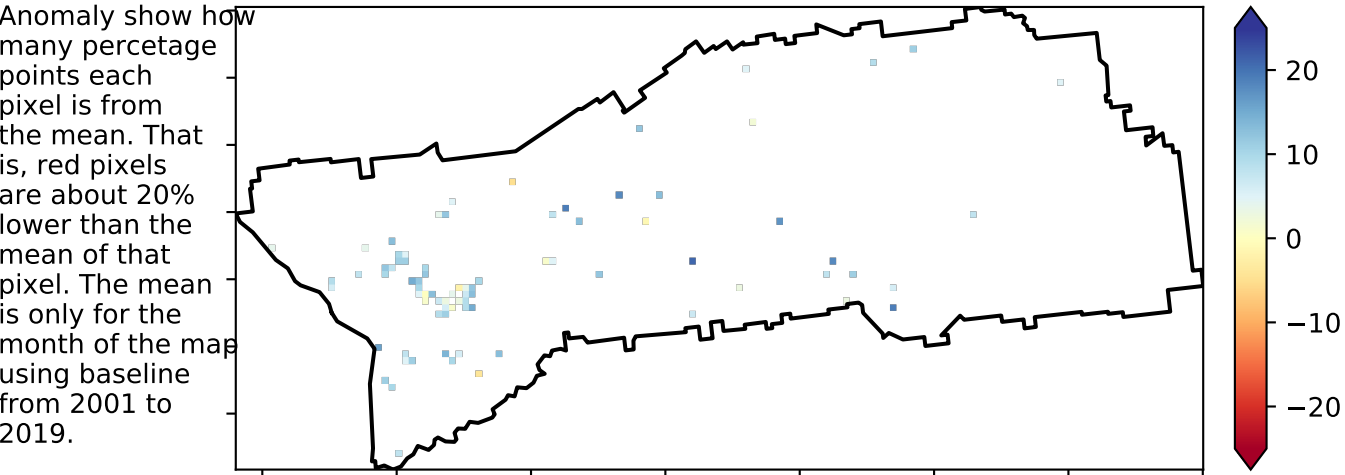 Anomaly show how
many percetage
points each
pixel is from
the mean. That
is, red pixels
are about 20%
lower than the
mean of that
pixel. The mean
is only for the
month of the map
using baseline
from 2001 to
2019.
20
10
0
−10
−20